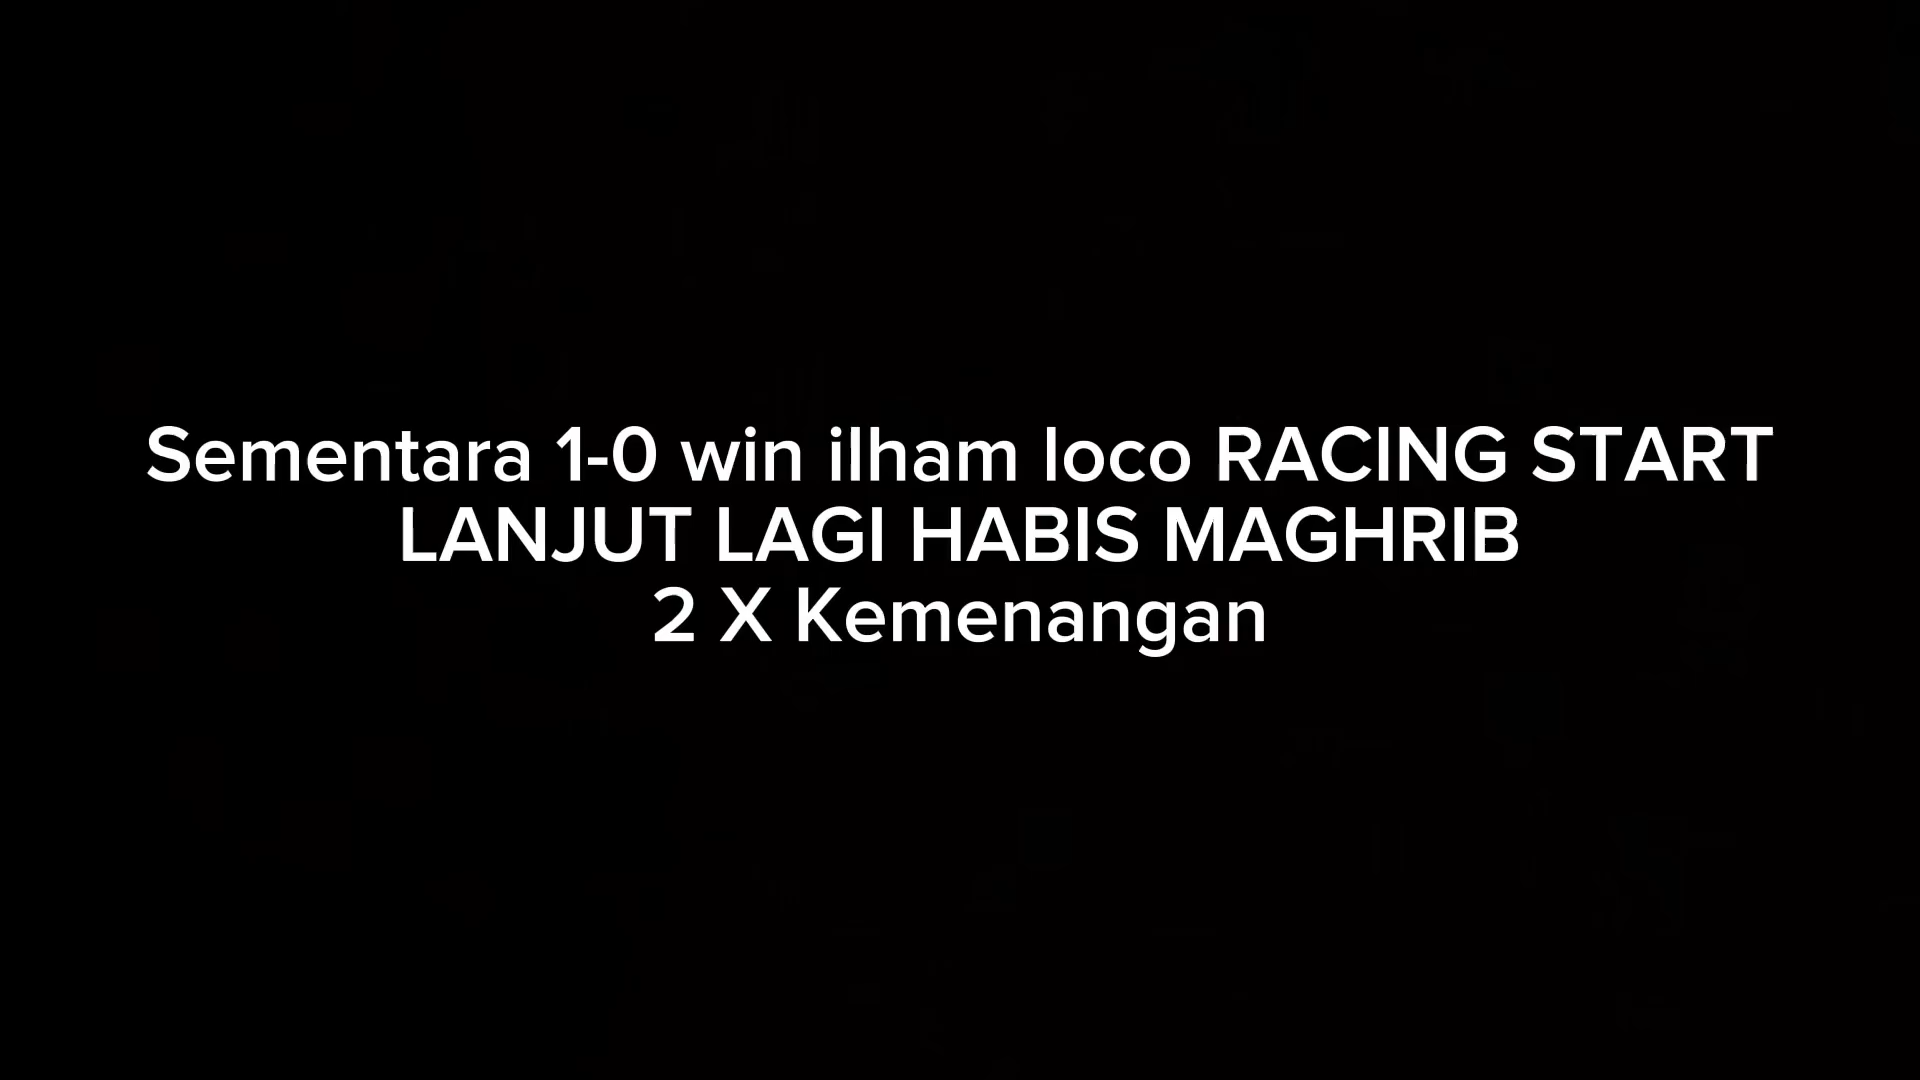 Sementara 1-0 win ilham loco RACING START
LANJUT LAGI HABIS MAGHRIB
2 X Kemenangan